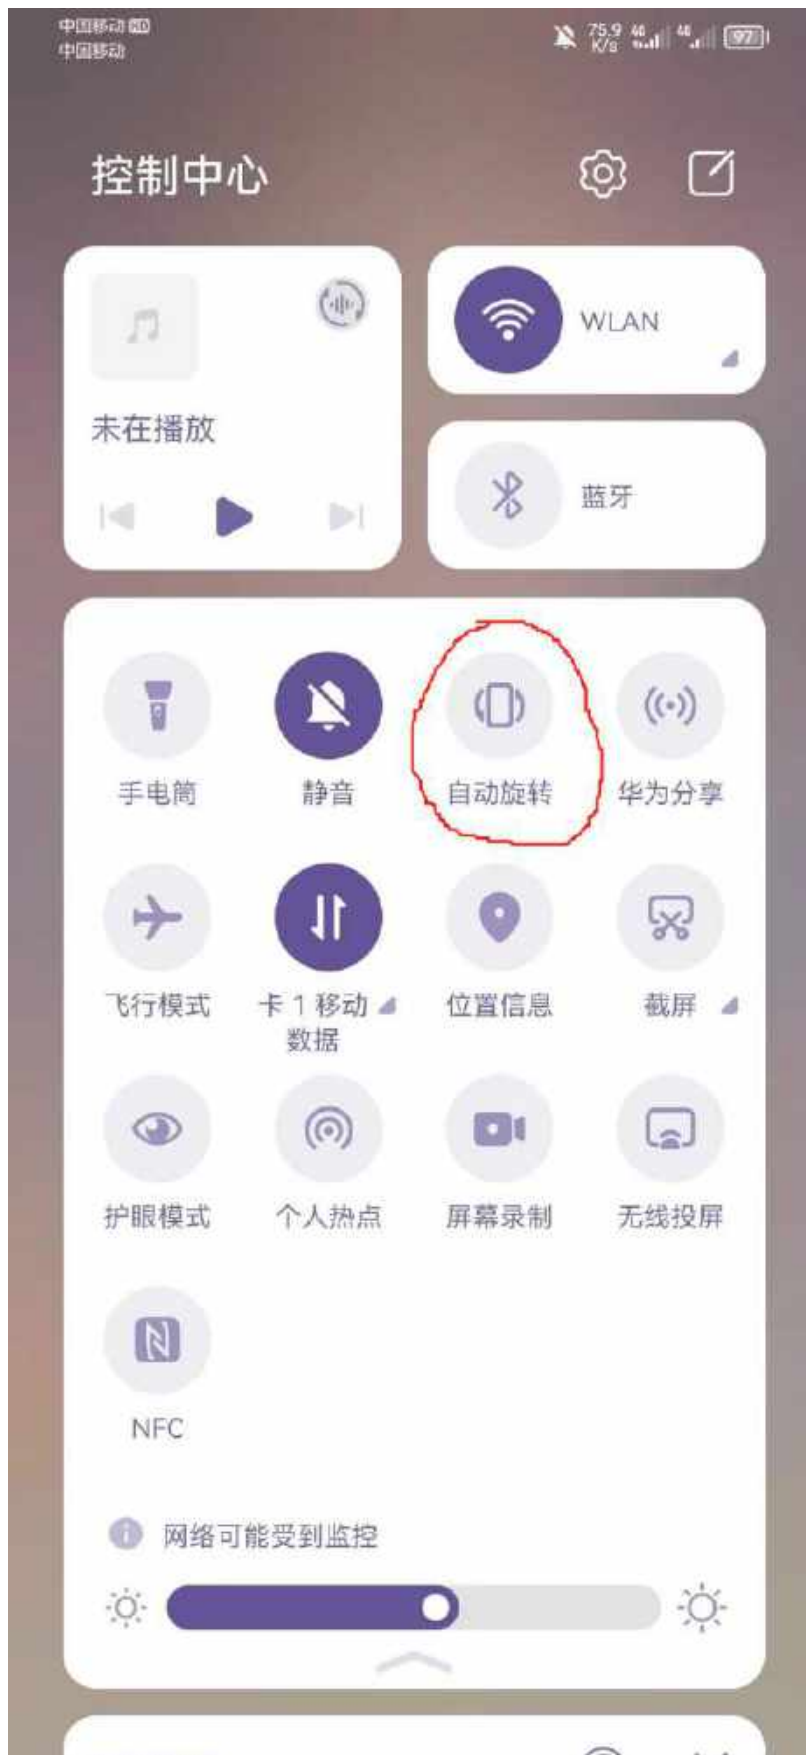 中国移动 HD
中国移动
75.9 K/s 4G 4G 97
控制中心
WLAN
未在播放
蓝牙
手电筒
静音
自动旋转
华为分享
飞行模式
卡 1 移动
数据
位置信息
截屏
护眼模式
个人热点
屏幕录制
无线投屏
NFC
网络可能受到监控